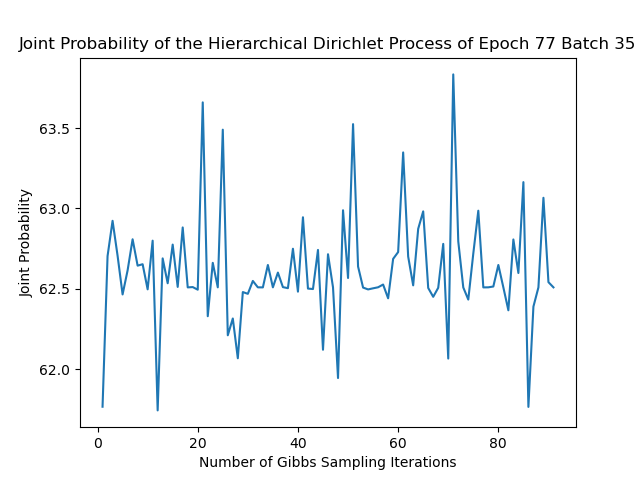 Joint Probability of the Hierarchical Dirichlet Process of Epoch 77 Batch 35
63.5
63.0
62.5
62.0
Joint Probability
0 20 40 60 80
Number of Gibbs Sampling Iterations